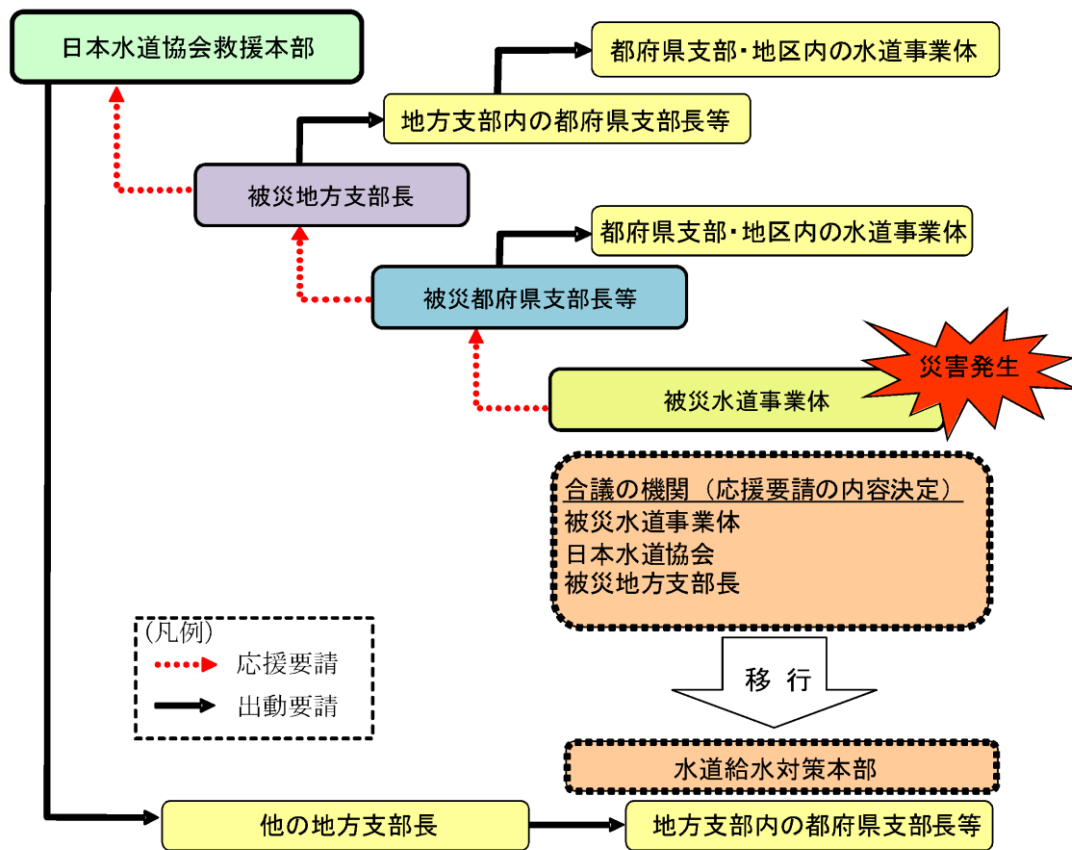 日本水道協会救援本部
都府県支部・地区内の水道事業体
地方支部内の都府県支部長等
被災地方支部長
都府県支部・地区内の水道事業体
被災都府県支部長等
災害発生
被災水道事業体
合議の機関（応援要請の内容決定）
被災水道事業体
日本水道協会
被災地方支部長
(凡例)
応援要請
出動要請
移 行
水道給水対策本部
他の地方支部長
地方支部内の都府県支部長等